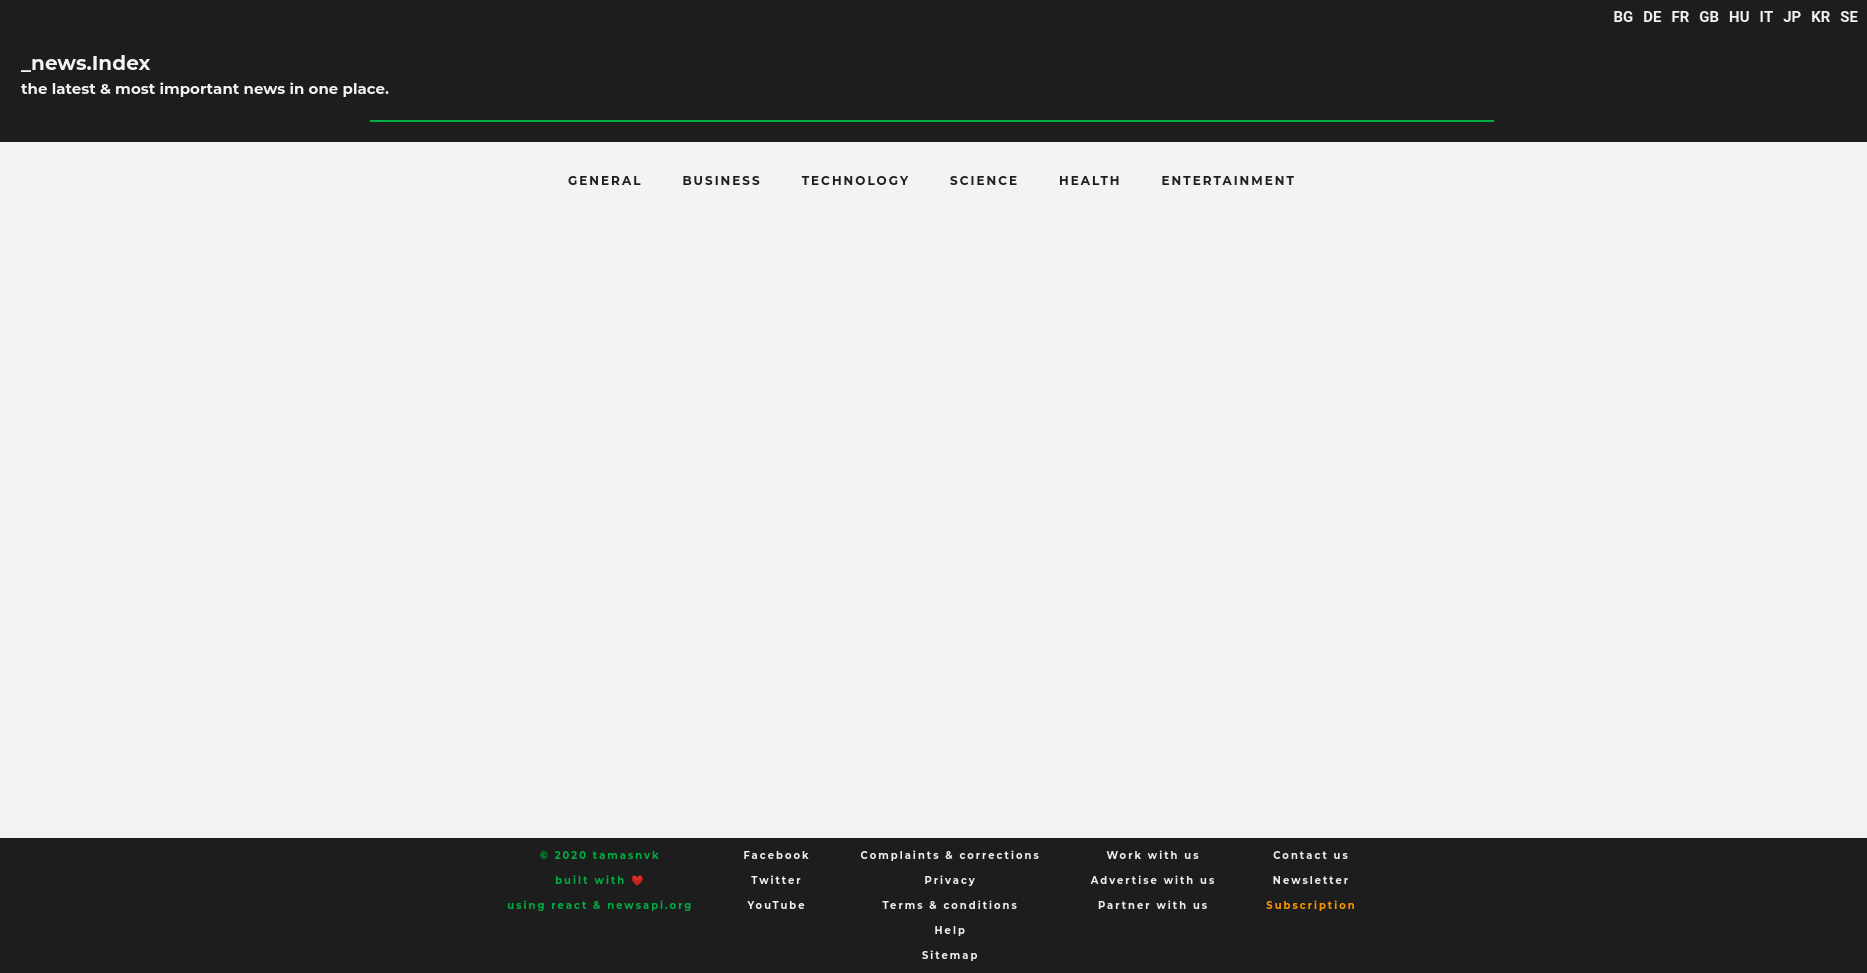 BG DE FR GB HU IT JP KR SE
_news.Index
the latest & most important news in one place.
GENERAL BUSINESS TECHNOLOGY SCIENCE HEALTH ENTERTAINMENT
© 2020 tamasnvk
built with ❤️
using react & newsapi.org
Facebook
Twitter
YouTube
Complaints & corrections
Privacy
Terms & conditions
Help
Sitemap
Work with us
Advertise with us
Partner with us
Contact us
Newsletter
Subscription